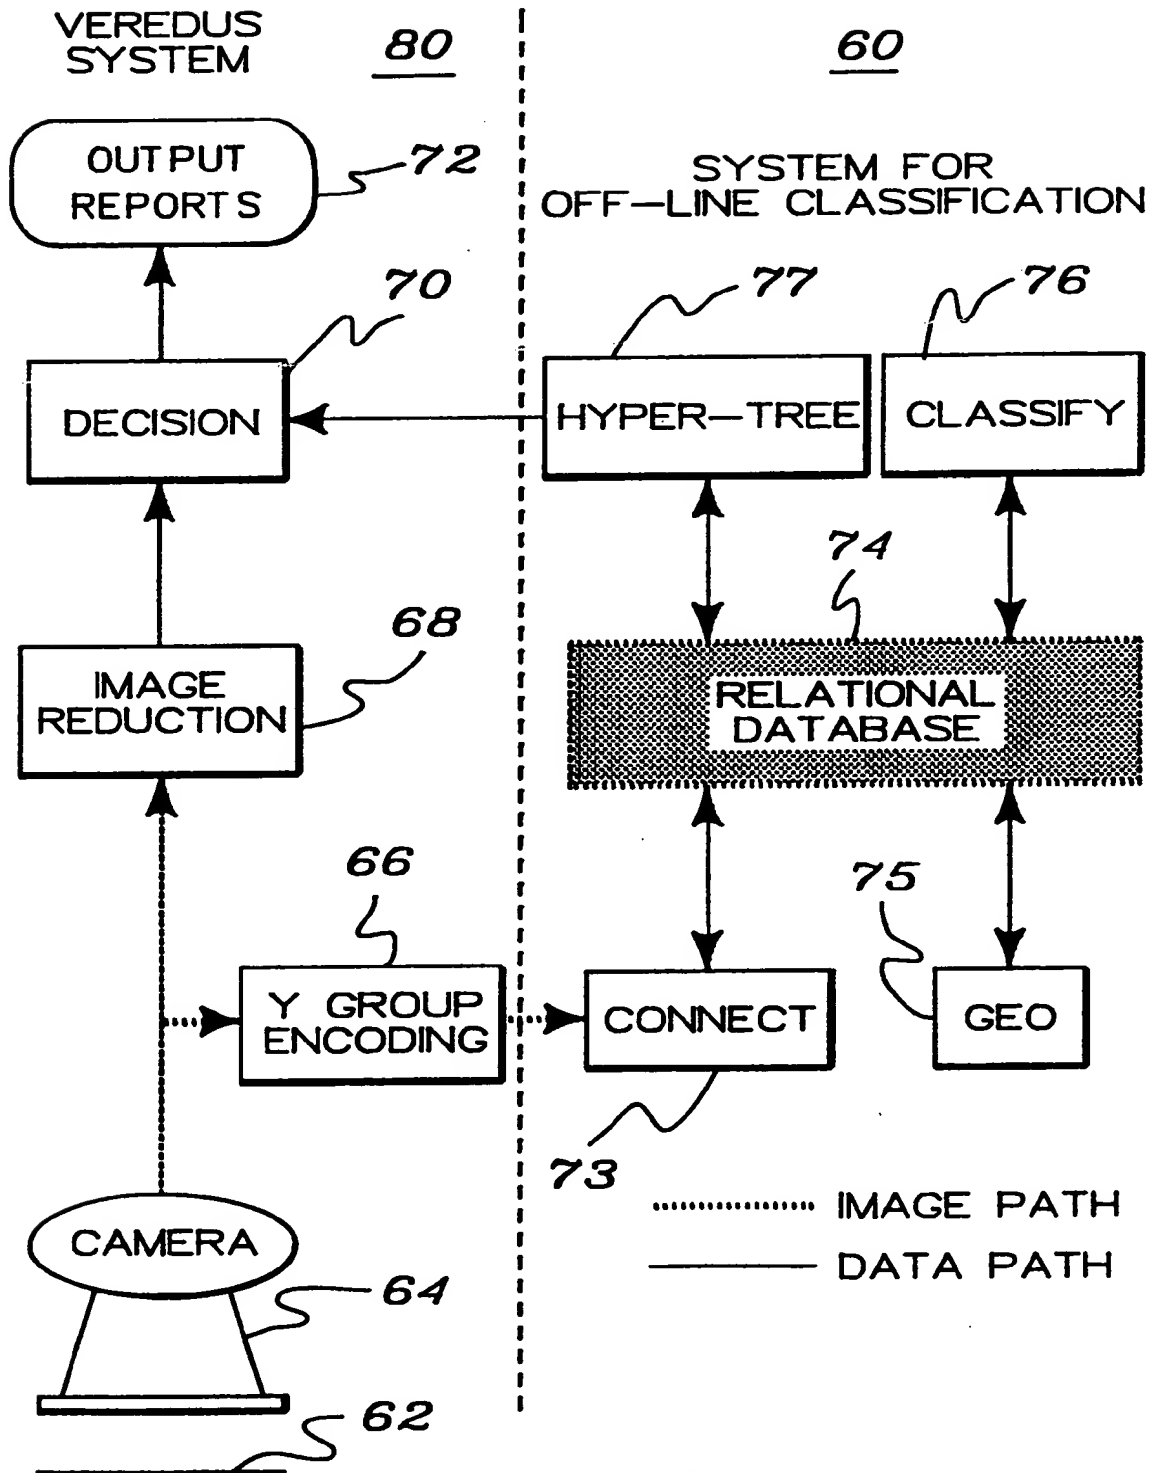 VEREDUS
SYSTEM
80
60
OUTPUT
REPORTS
72
SYSTEM FOR
OFF-LINE CLASSIFICATION
70
77
76
DECISION
HYPER-TREE
CLASSIFY
74
68
IMAGE
REDUCTION
RELATIONAL
DATABASE
66
75
Y GROUP
ENCODING
CONNECT
GEO
73
IMAGE PATH
CAMERA
DATA PATH
64
62